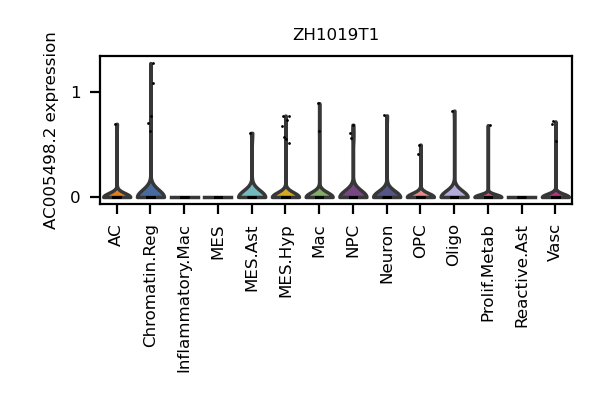 ZH1019T1
AC005498.2 expression
1
0
AC
Chromatin.Reg
Inflammatory.Mac
MES
MES.Ast
MES.Hyp
Mac
NPC
Neuron
OPC
Oligo
Prolif.Metab
Reactive.Ast
Vasc